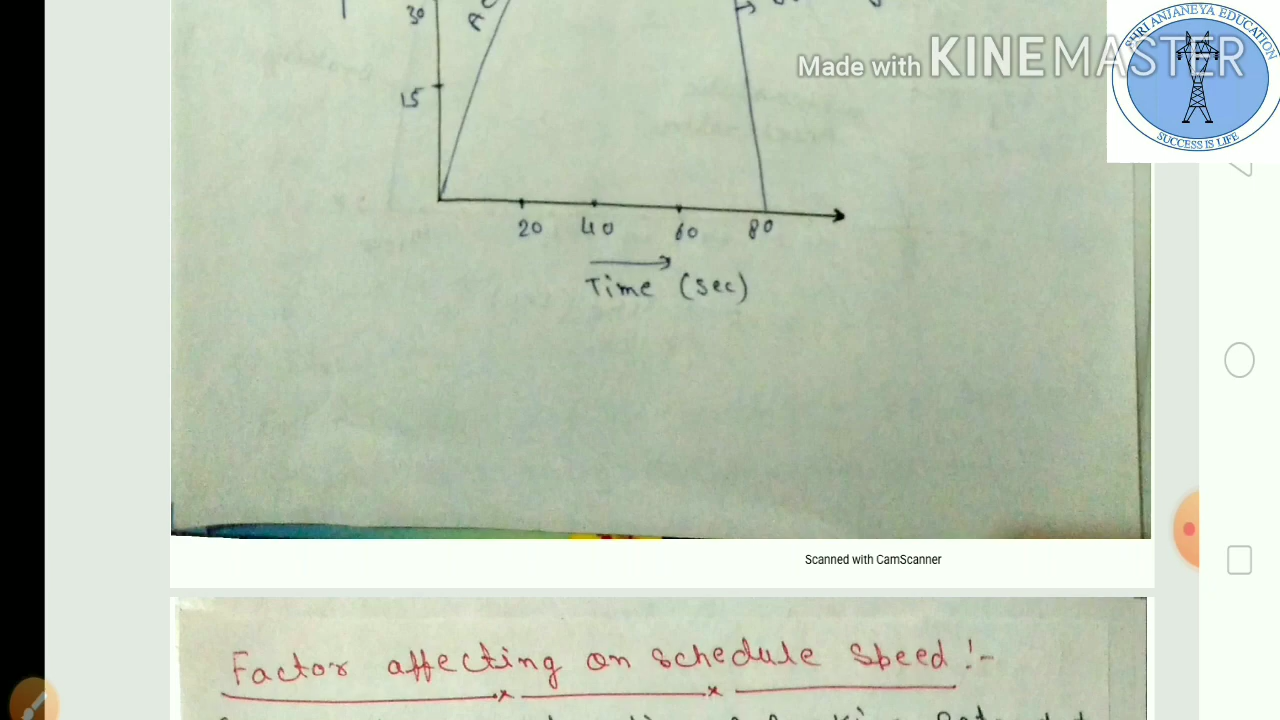 30
Made with KINEMASTER
SHRI ANJANEYA EDUCATION
SUCCESS IS LIFE
15
20 40 60 80
Time (sec)
Scanned with CamScanner
Factor affecting on schedule speed :-